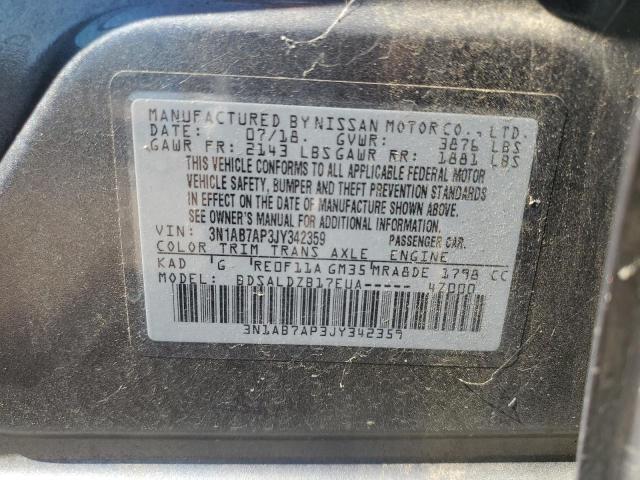 MANUFACTURED BY NISSAN MOTOR CO., LTD.
DATE: 07/18. GVWR: 3876 LBS
GAWR FR: 2143 LBS GAWR RR: 1881 LBS
THIS VEHICLE CONFORMS TO ALL APPLICABLE FEDERAL MOTOR
VEHICLE SAFETY, BUMPER AND THEFT PREVENTION STANDARDS
IN EFFECT ON THE DATE OF MANUFACTURE SHOWN ABOVE.
SEE OWNER'S MANUAL FOR ADDITIONAL INFORMATION.
VIN: 3N1AB7AP3JY342359 PASSENGER CAR.
COLOR TRIM TRANS AXLE ENGINE
KAD G RE0F11A GM35 MRA8DE 1798 CC
MODEL: BDSALDZB17EUA----- 4Z000
3N1AB7AP3JY342359